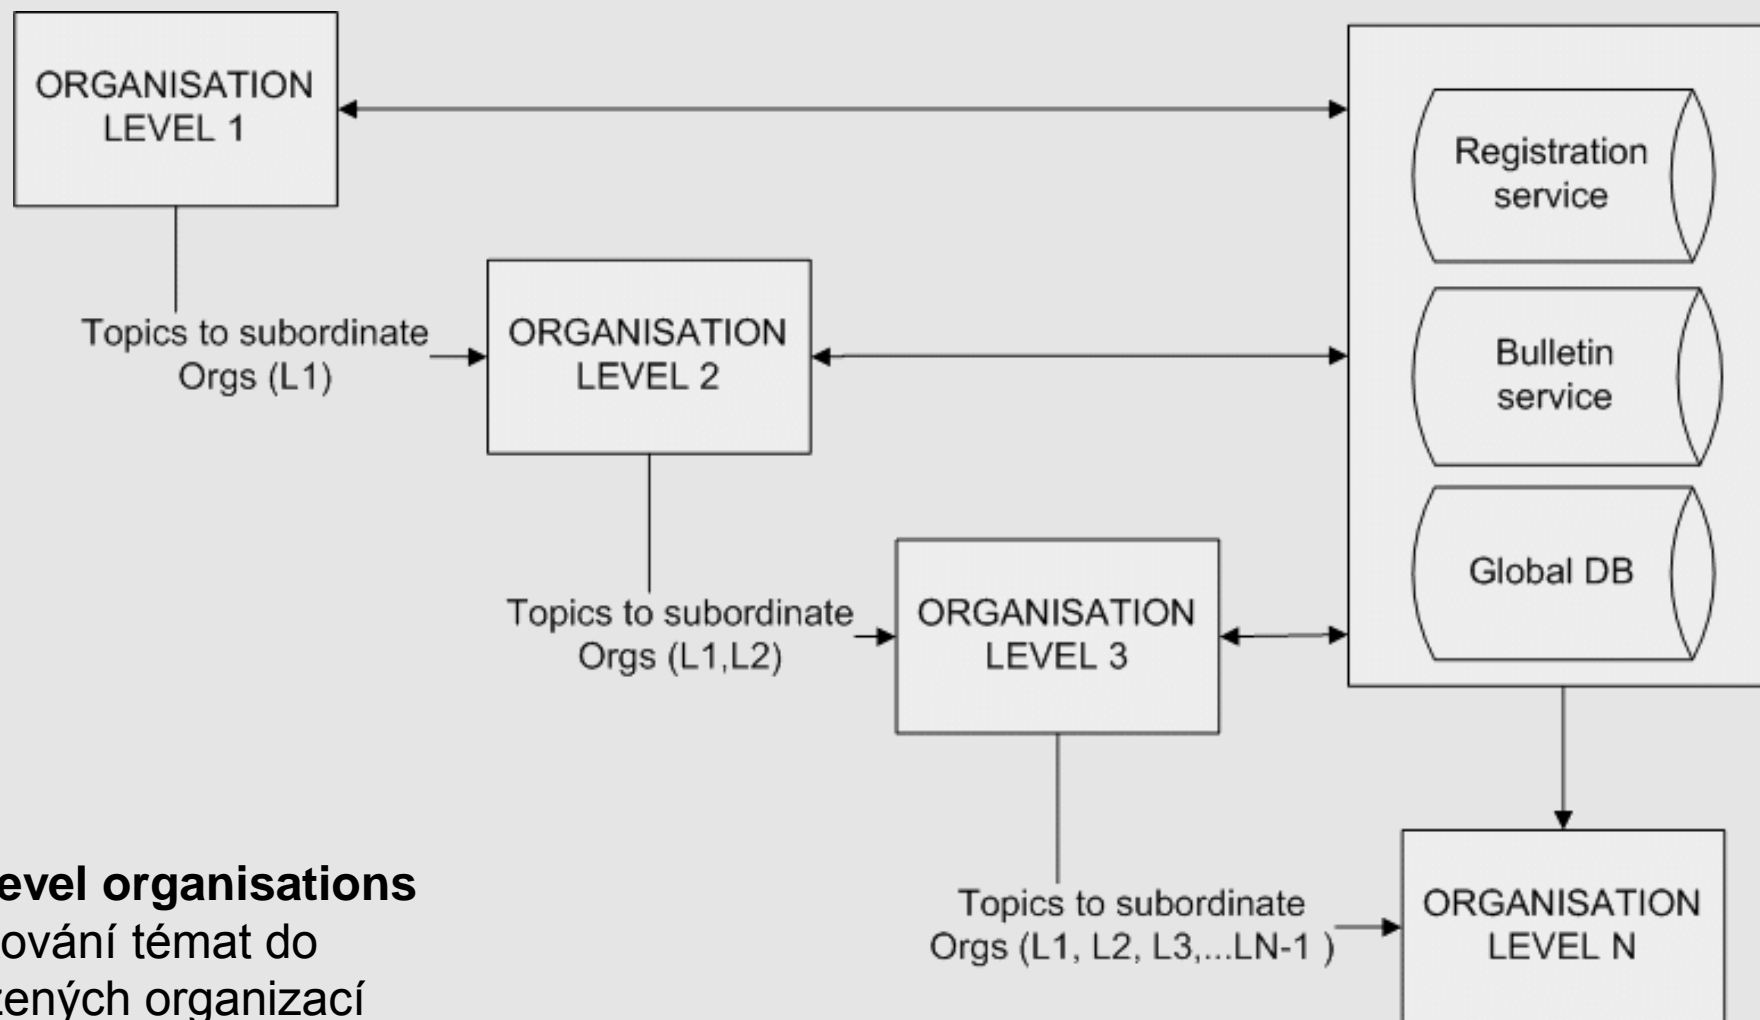 ORGANISATION
LEVEL 1
Registration
service
Topics to subordinate
Orgs (L1)
ORGANISATION
LEVEL 2
Bulletin
service
Topics to subordinate
Orgs (L1,L2)
ORGANISATION
LEVEL 3
Global DB
Topics to subordinate
Orgs (L1, L2, L3,...LN-1 )
ORGANISATION
LEVEL N
evel organisations
ování témat do
zených organizací